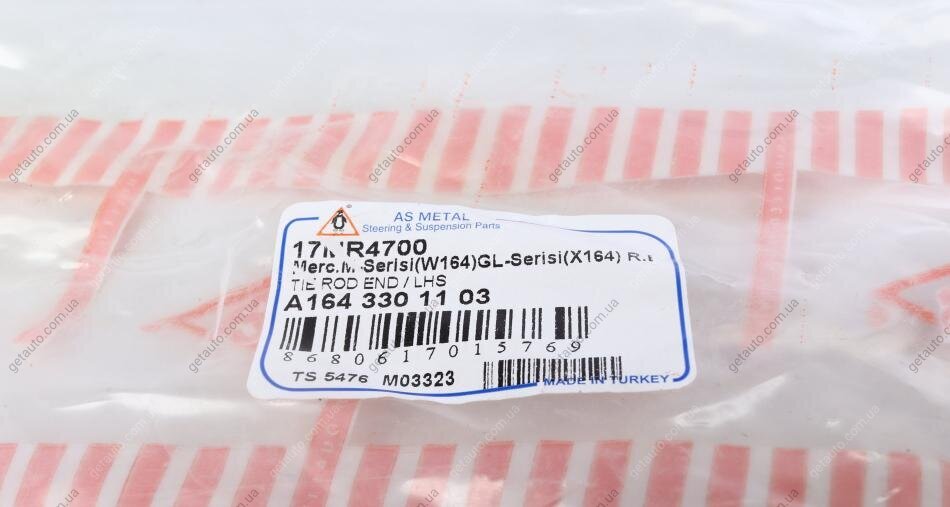 AS METAL
Steering & Suspension Parts
Merc.M-Serisi(W164)GL-Serisi(X164)
TIE ROD END / LHS
A164 330 11 03
8680617015769
TS 5476 M03323
MADE IN TURKEY
getauto.com.ua